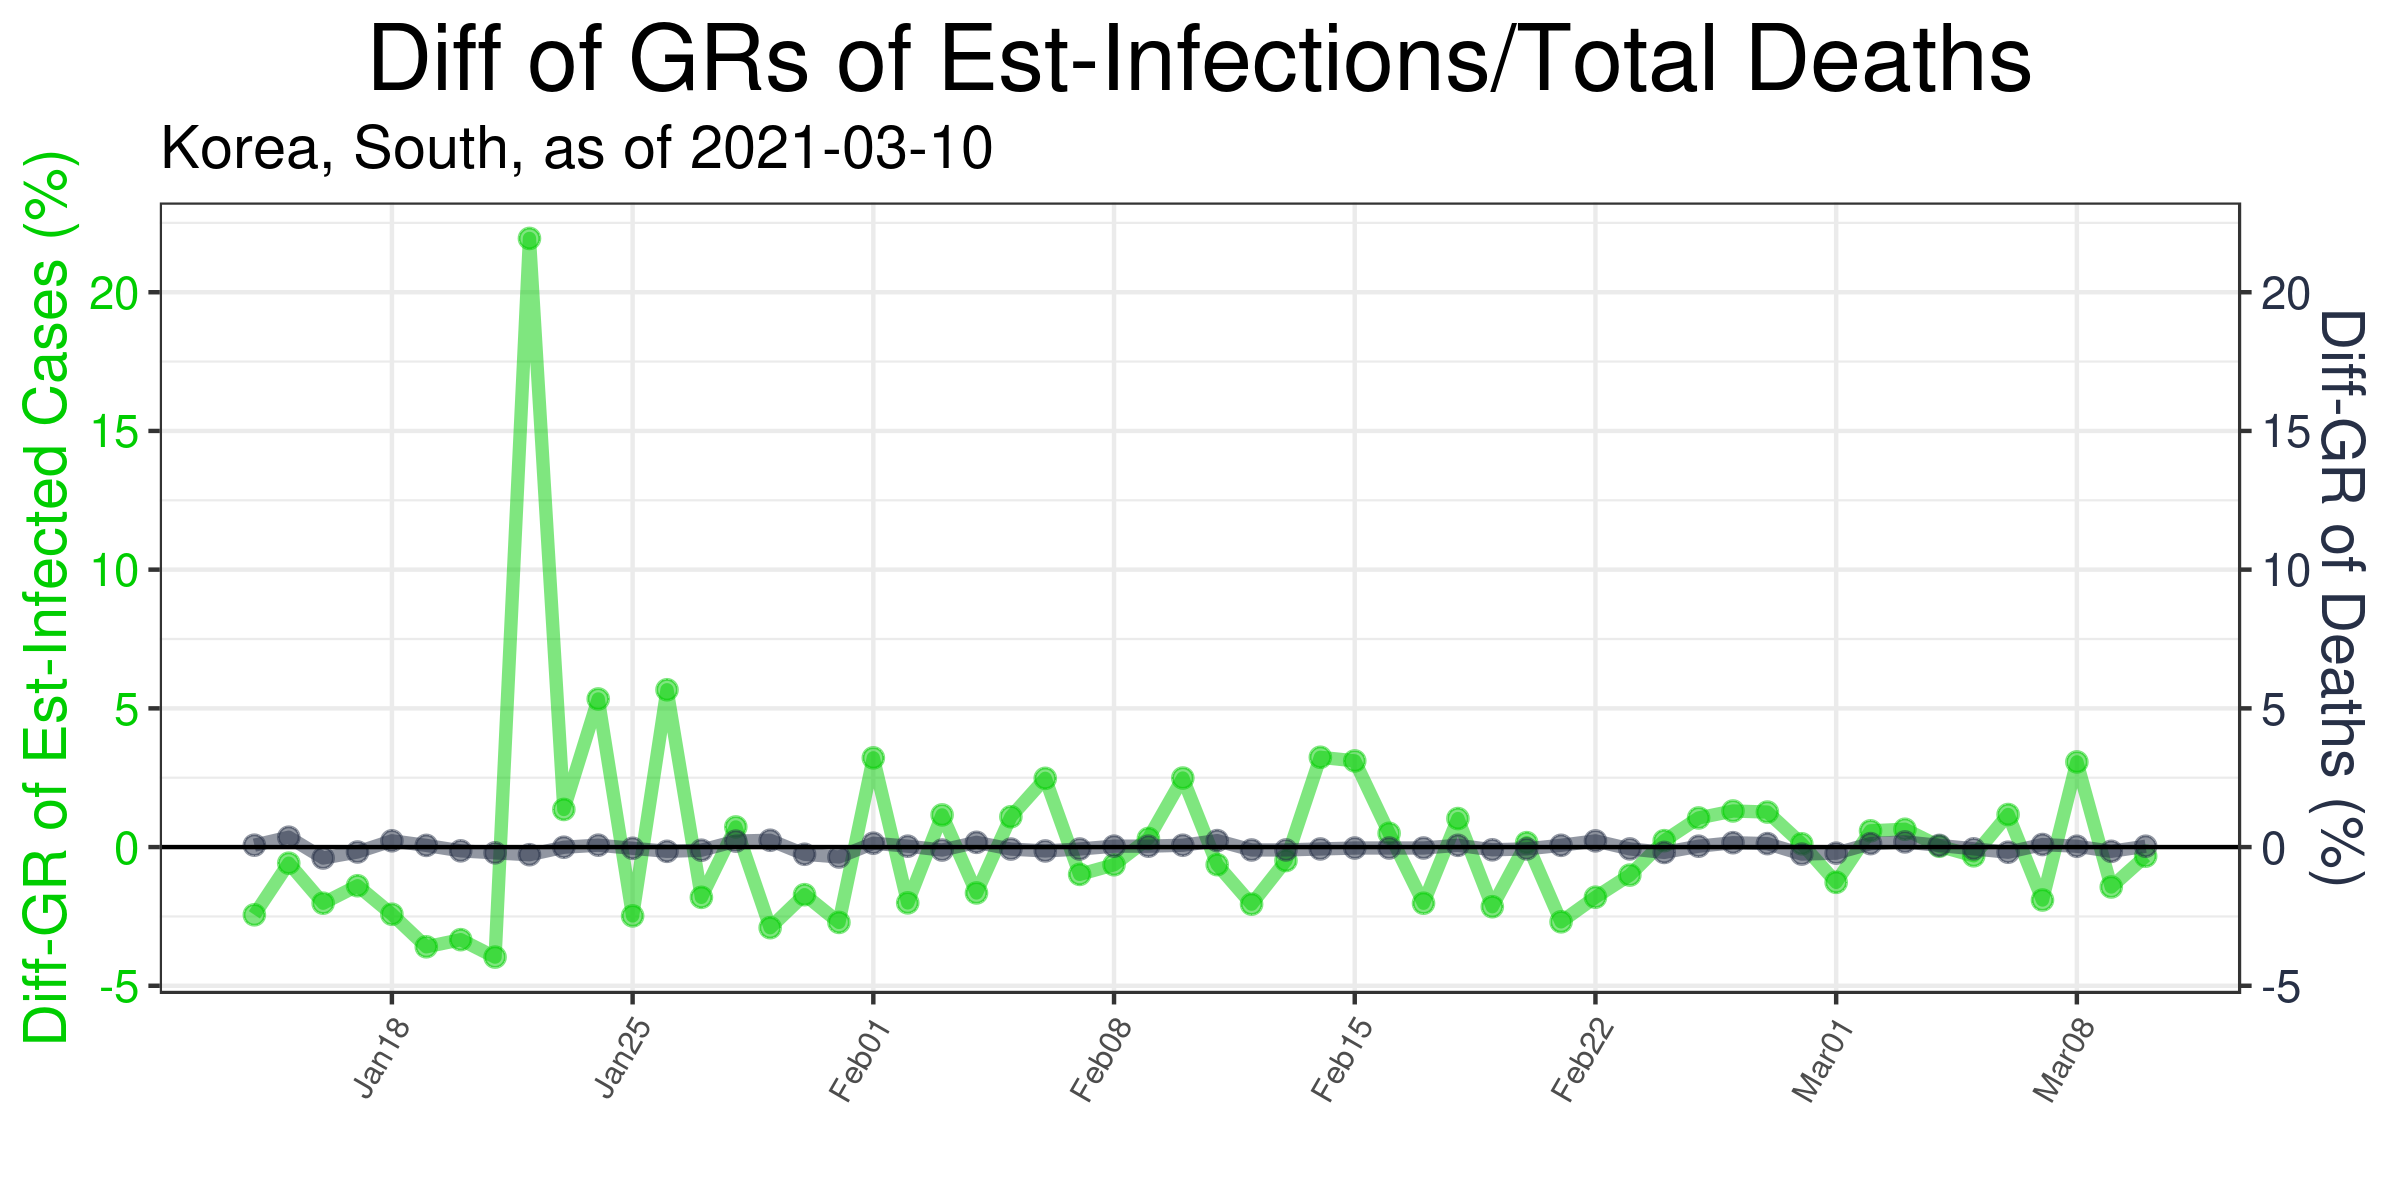 Diff of GRs of Est-Infections/Total Deaths
Korea, South, as of 2021-03-10
Diff-GR of Est-Infected Cases (%)
20
15
10
5
0
-5
20
15
10
5
0
-5
Diff-GR of Deaths (%)
Jan18
Jan25
Feb01
Feb08
Feb15
Feb22
Mar01
Mar08